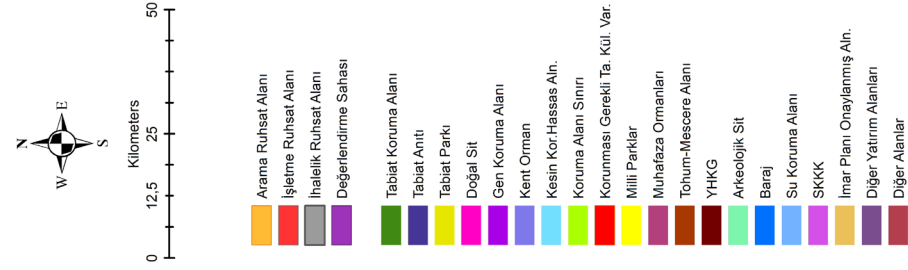 N
E
W
S
Kilometers
0 12,5 25 50
Arama Ruhsat Alanı
İşletme Ruhsat Alanı
İhalelik Ruhsat Alanı
Değerlendirme Sahası
Tabiat Koruma Alanı
Tabiat Anıtı
Tabiat Parkı
Doğal Sit
Gen Koruma Alanı
Kent Orman
Kesin Kor.Hassas Aln.
Koruma Alanı Sınırı
Korunması Gerekli Ta. Kül. Var.
Milli Parklar
Muhafaza Ormanları
Tohum-Mescere Alanı
YHKG
Arkeolojik Sit
Baraj
Su Koruma Alanı
SKKK
İmar Planı Onaylanmış Aln.
Diğer Yatırım Alanları
Diğer Alanlar